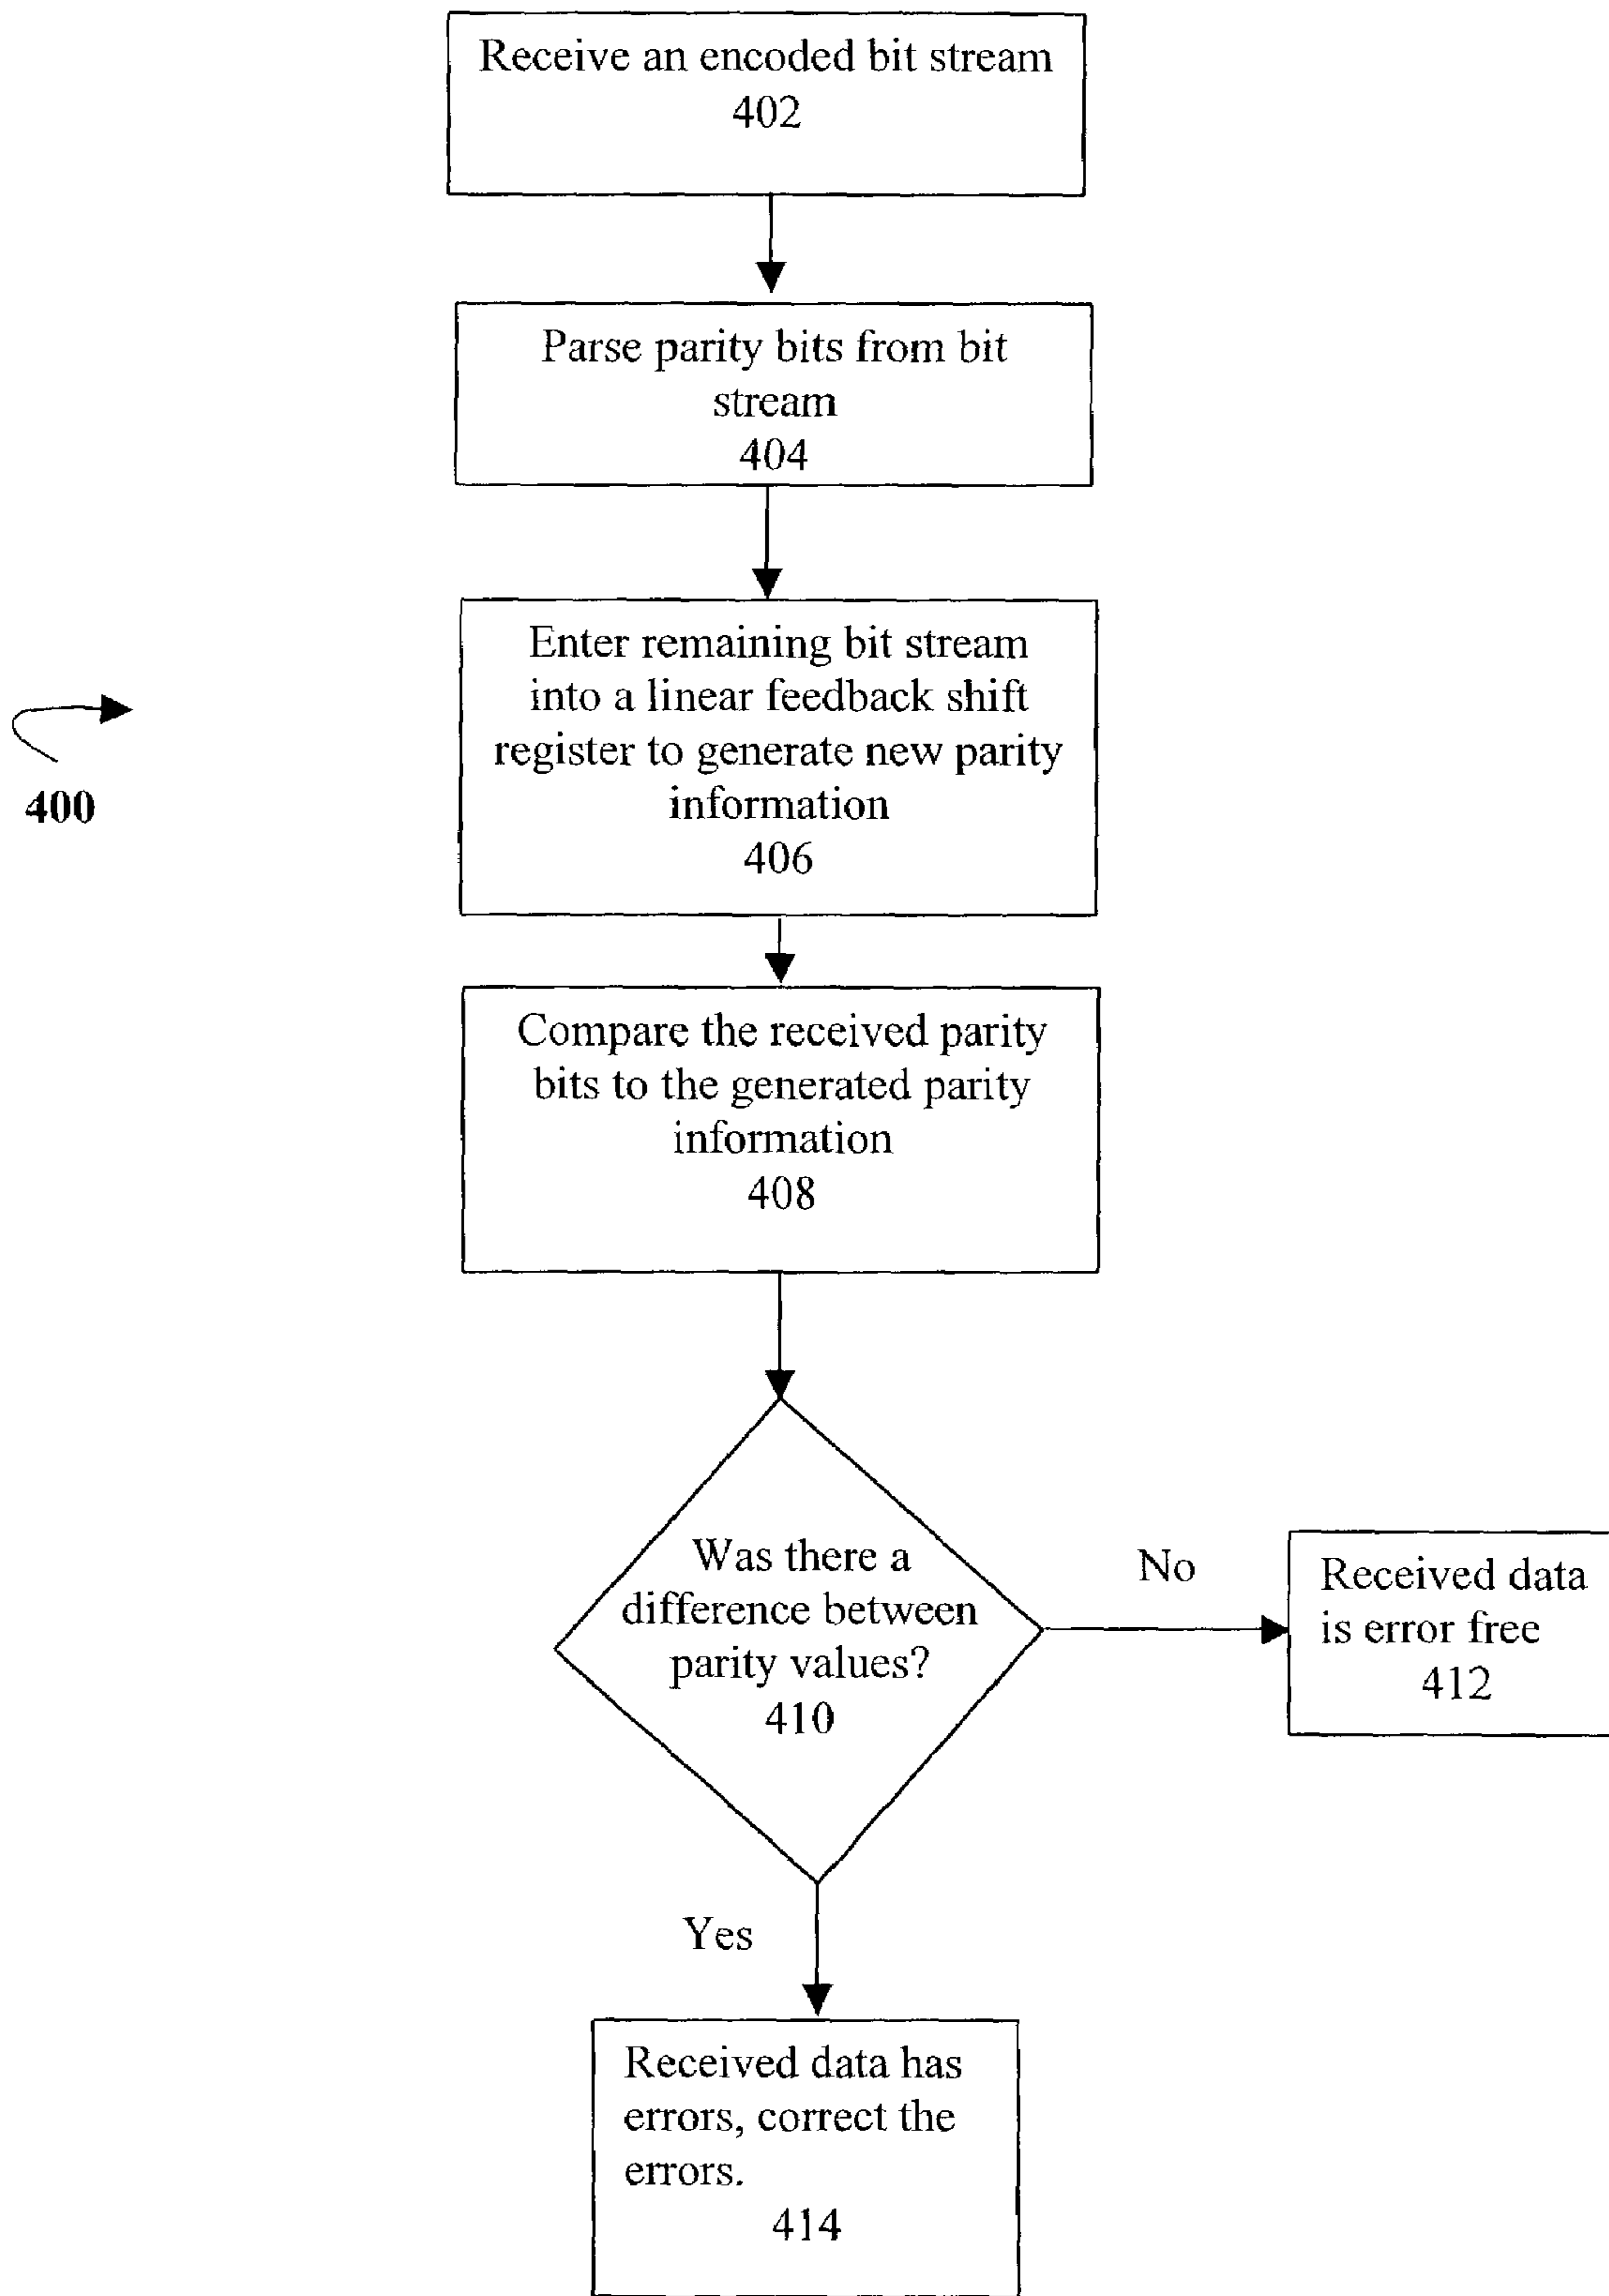 Receive an encoded bit stream
402
Parse parity bits from bit
stream
404
Enter remaining bit stream
into a linear feedback shift
register to generate new parity
information
406
400
Compare the received parity
bits to the generated parity
information
408
Was there a
difference between
parity values?
410
No
Received data
is error free
412
Yes
Received data has
errors, correct the
errors.
414